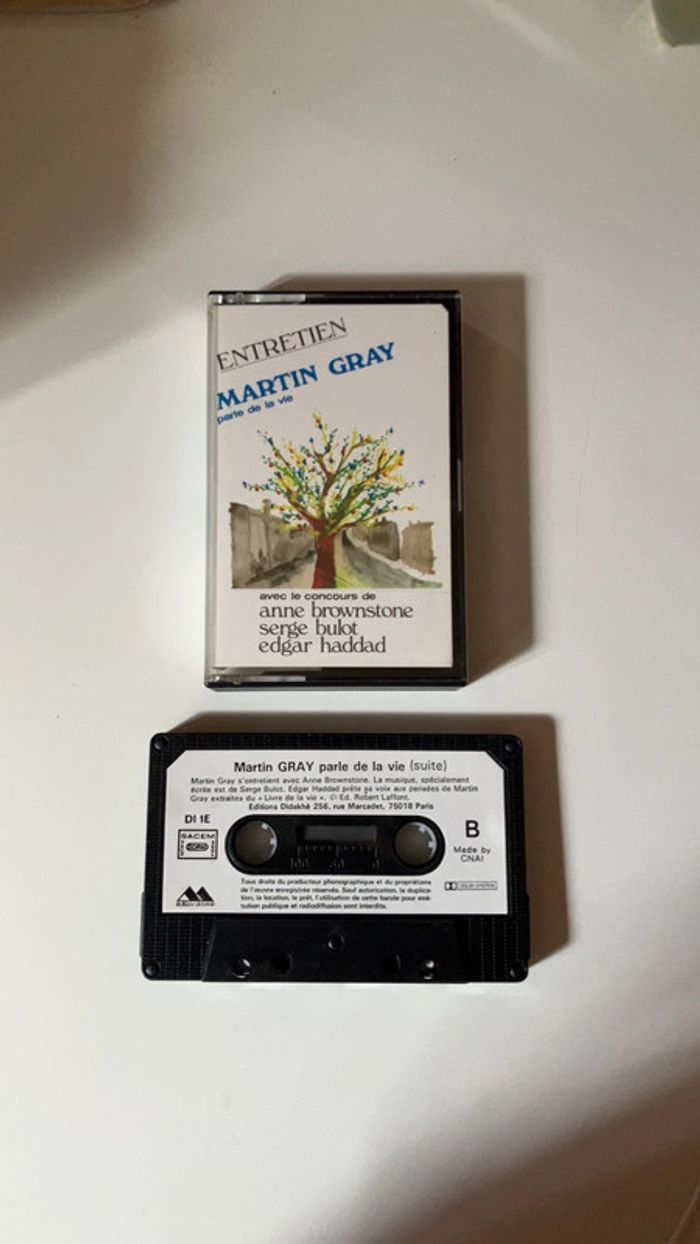 ENTRETIEN
MARTIN GRAY
parle de la vie
avec le concours de
anne brownstone
serge bulot
edgar haddad
Martin GRAY parle de la vie (suite)
Martin Gray s'entretient avec Anne Brownstone. La musique, spécialement
écrite est de Serge Bulot. Edgar Haddad prête sa voix aux pensées de Martin
Gray extraites du « Livre de la vie ». © Ed. Robert Laffont.
Editions Didakhé 256, rue Marcadet, 75018 Paris
DI 1E
SACEM
B
Made by
CNAI
100 50 0
Tous droits du producteur phonographique et du propriétaire
de l'œuvre enregistrée réservés. Sauf autorisation, la duplica-
tion, la location, le prêt, l'utilisation de cette bande pour exé-
cution publique et radiodiffusion sont interdits.
DOLBY SYSTEM